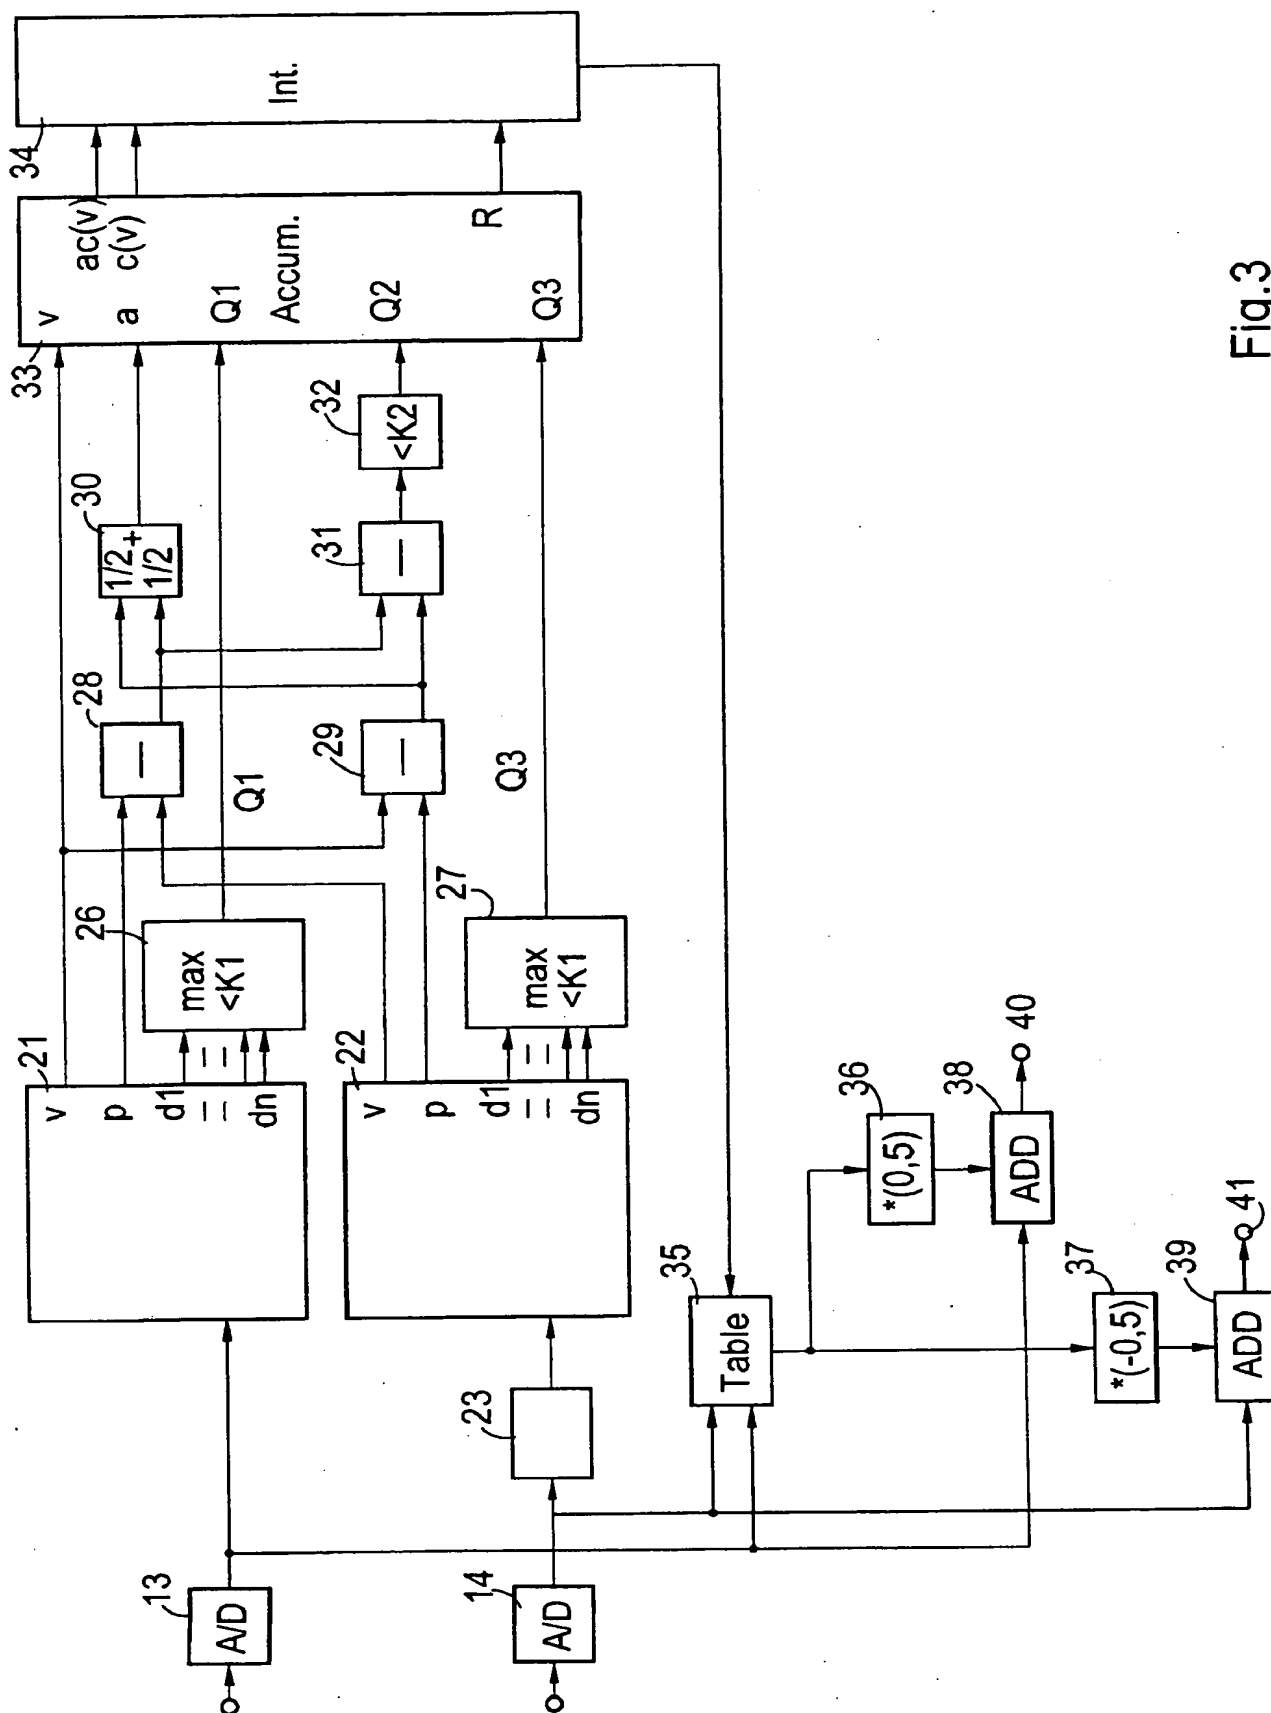 13
A/D
14
A/D
23
21
v
p
d1
dn
22
v
p
d1
dn
26
max
<K1
27
max
<K1
Q1
Q3
28
−
29
−
30
1/2+
1/2
31
−
32
<K2
33
v
a
Q1
Q2
Q3
Accum.
ac(v)
c(v)
R
34
Int.
35
Table
36
*(0,5)
37
*(-0,5)
38
ADD
39
ADD
40
41
Fig.3